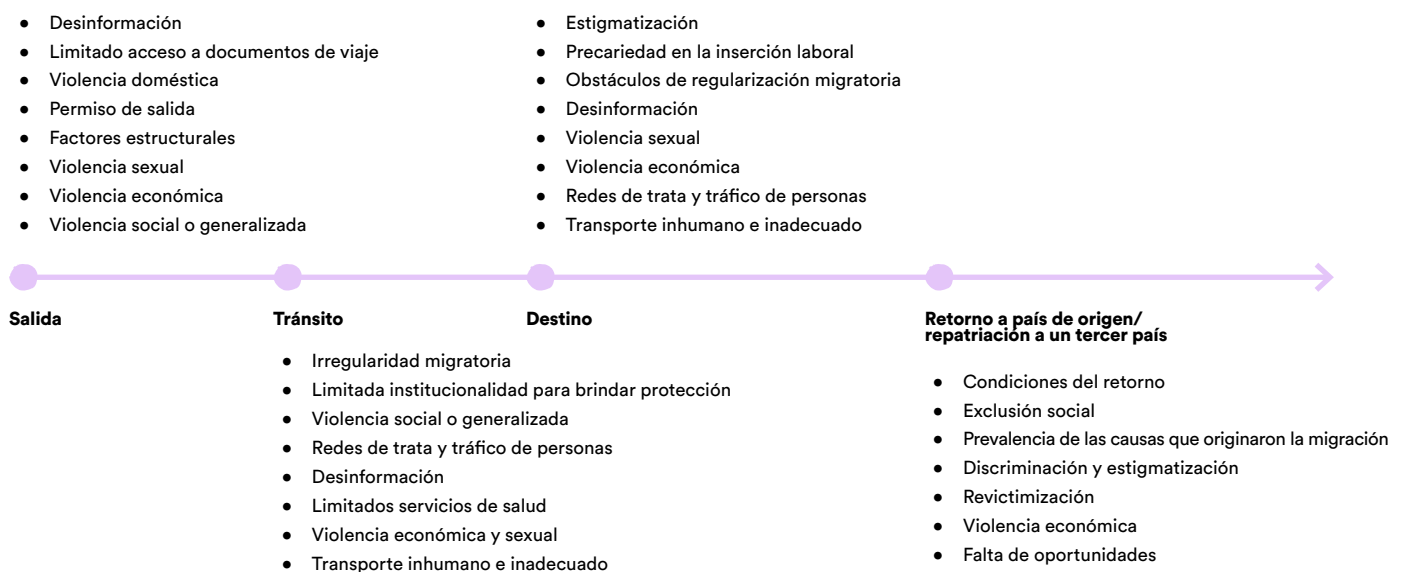 ● Desinformación
● Limitado acceso a documentos de viaje
● Violencia doméstica
● Permiso de salida
● Factores estructurales
● Violencia sexual
● Violencia económica
● Violencia social o generalizada
● Estigmatización
● Precariedad en la inserción laboral
● Obstáculos de regularización migratoria
● Desinformación
● Violencia sexual
● Violencia económica
● Redes de trata y tráfico de personas
● Transporte inhumano e inadecuado
Salida
Tránsito
● Irregularidad migratoria
● Limitada institucionalidad para brindar protección
● Violencia social o generalizada
● Redes de trata y tráfico de personas
● Desinformación
● Limitados servicios de salud
● Violencia económica y sexual
● Transporte inhumano e inadecuado
Destino
Retorno a país de origen/
repatriación a un tercer país
● Condiciones del retorno
● Exclusión social
● Prevalencia de las causas que originaron la migración
● Discriminación y estigmatización
● Revictimización
● Violencia económica
● Falta de oportunidades